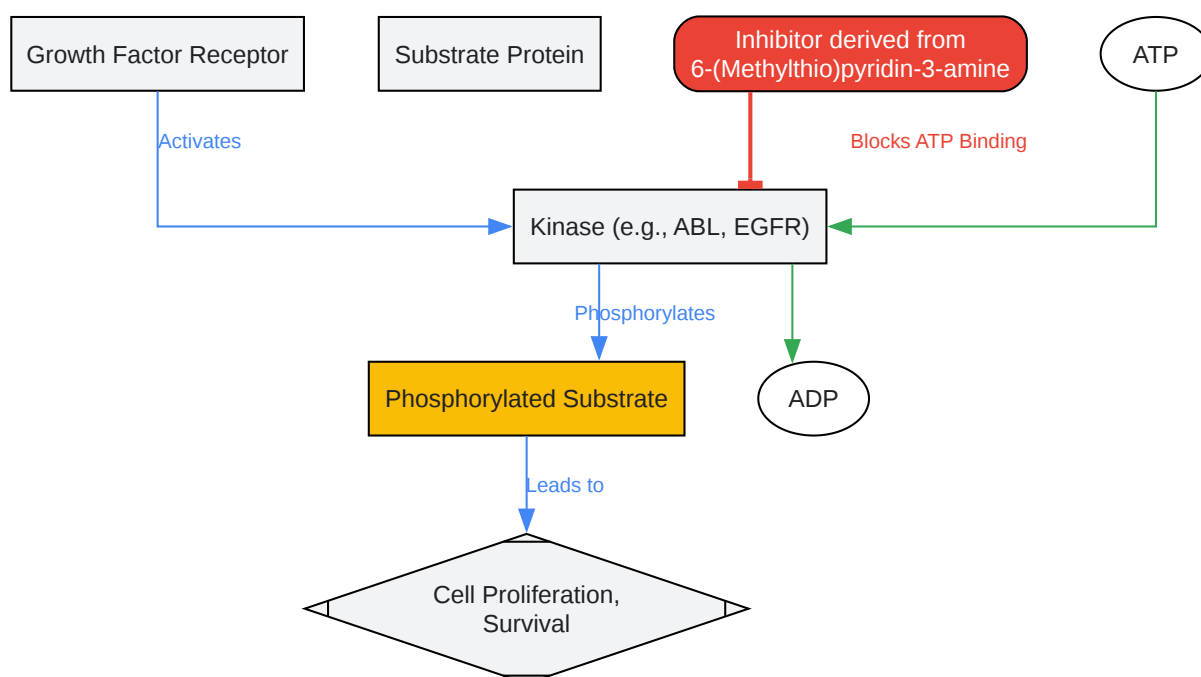 Growth Factor Receptor
Substrate Protein
Inhibitor derived from
6-(Methylthio)pyridin-3-amine
ATP
Activates
Blocks ATP Binding
Kinase (e.g., ABL, EGFR)
Phosphorylates
Phosphorylated Substrate
ADP
Leads to
Cell Proliferation,
Survival